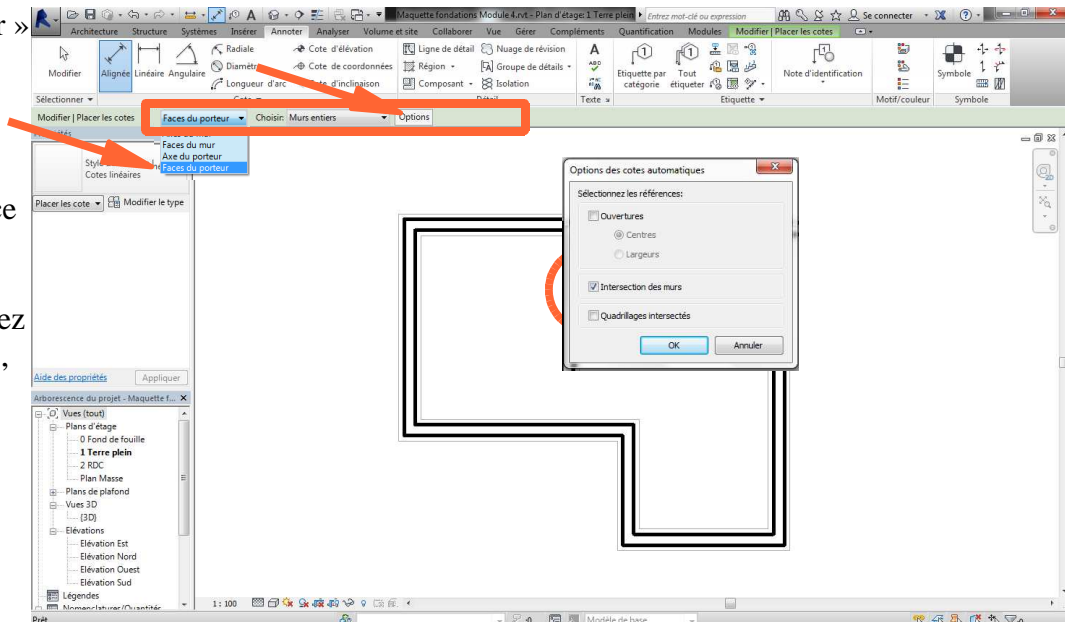 r »
ce
ez
,
Maquette fondations Module 4.rvt - Plan d'étage: 1 Terre plein
Entrez mot-clé ou expression
Se connecter
Architecture Structure Systèmes Insérer Annoter Analyser Volume et site Collaborer Vue Gérer Compléments Quantification Modules Modifier | Placer les cotes
Modifier
Alignée Linéaire Angulaire
Radiale
Diamètre
Longueur d'arc
Cote d'élévation
Cote de coordonnées
Cote d'inclinaison
Ligne de détail
Région
Composant
Nuage de révision
Groupe de détails
Isolation
A
ABC
Etiquette par catégorie
Tout étiqueter
Note d'identification
Symbole
Sélectionner
Cote
Détail
Texte
Etiquette
Motif/couleur
Symbole
Modifier | Placer les cotes
Faces du porteur
Choisir: Murs entiers
Options
Faces du mur
Axe du porteur
Faces du porteur
Propriétés
Cotes linéaires
Placer les cote
Modifier le type
Options des cotes automatiques
Sélectionnez les références:
Ouvertures
Centres
Largeurs
Intersection des murs
Quadrillages intersectés
OK Annuler
Aide des propriétés
Appliquer
Arborescence du projet - Maquette f...
Vues (tout)
Plans d'étage
0 Fond de fouille
1 Terre plein
2 RDC
Plan Masse
Plans de plafond
Vues 3D
{3D}
Elévations
Elévation Est
Elévation Nord
Elévation Ouest
Elévation Sud
Légendes
Nomenclatures/Quantités
1 : 100
Prêt
:0
Modèle de base
:0